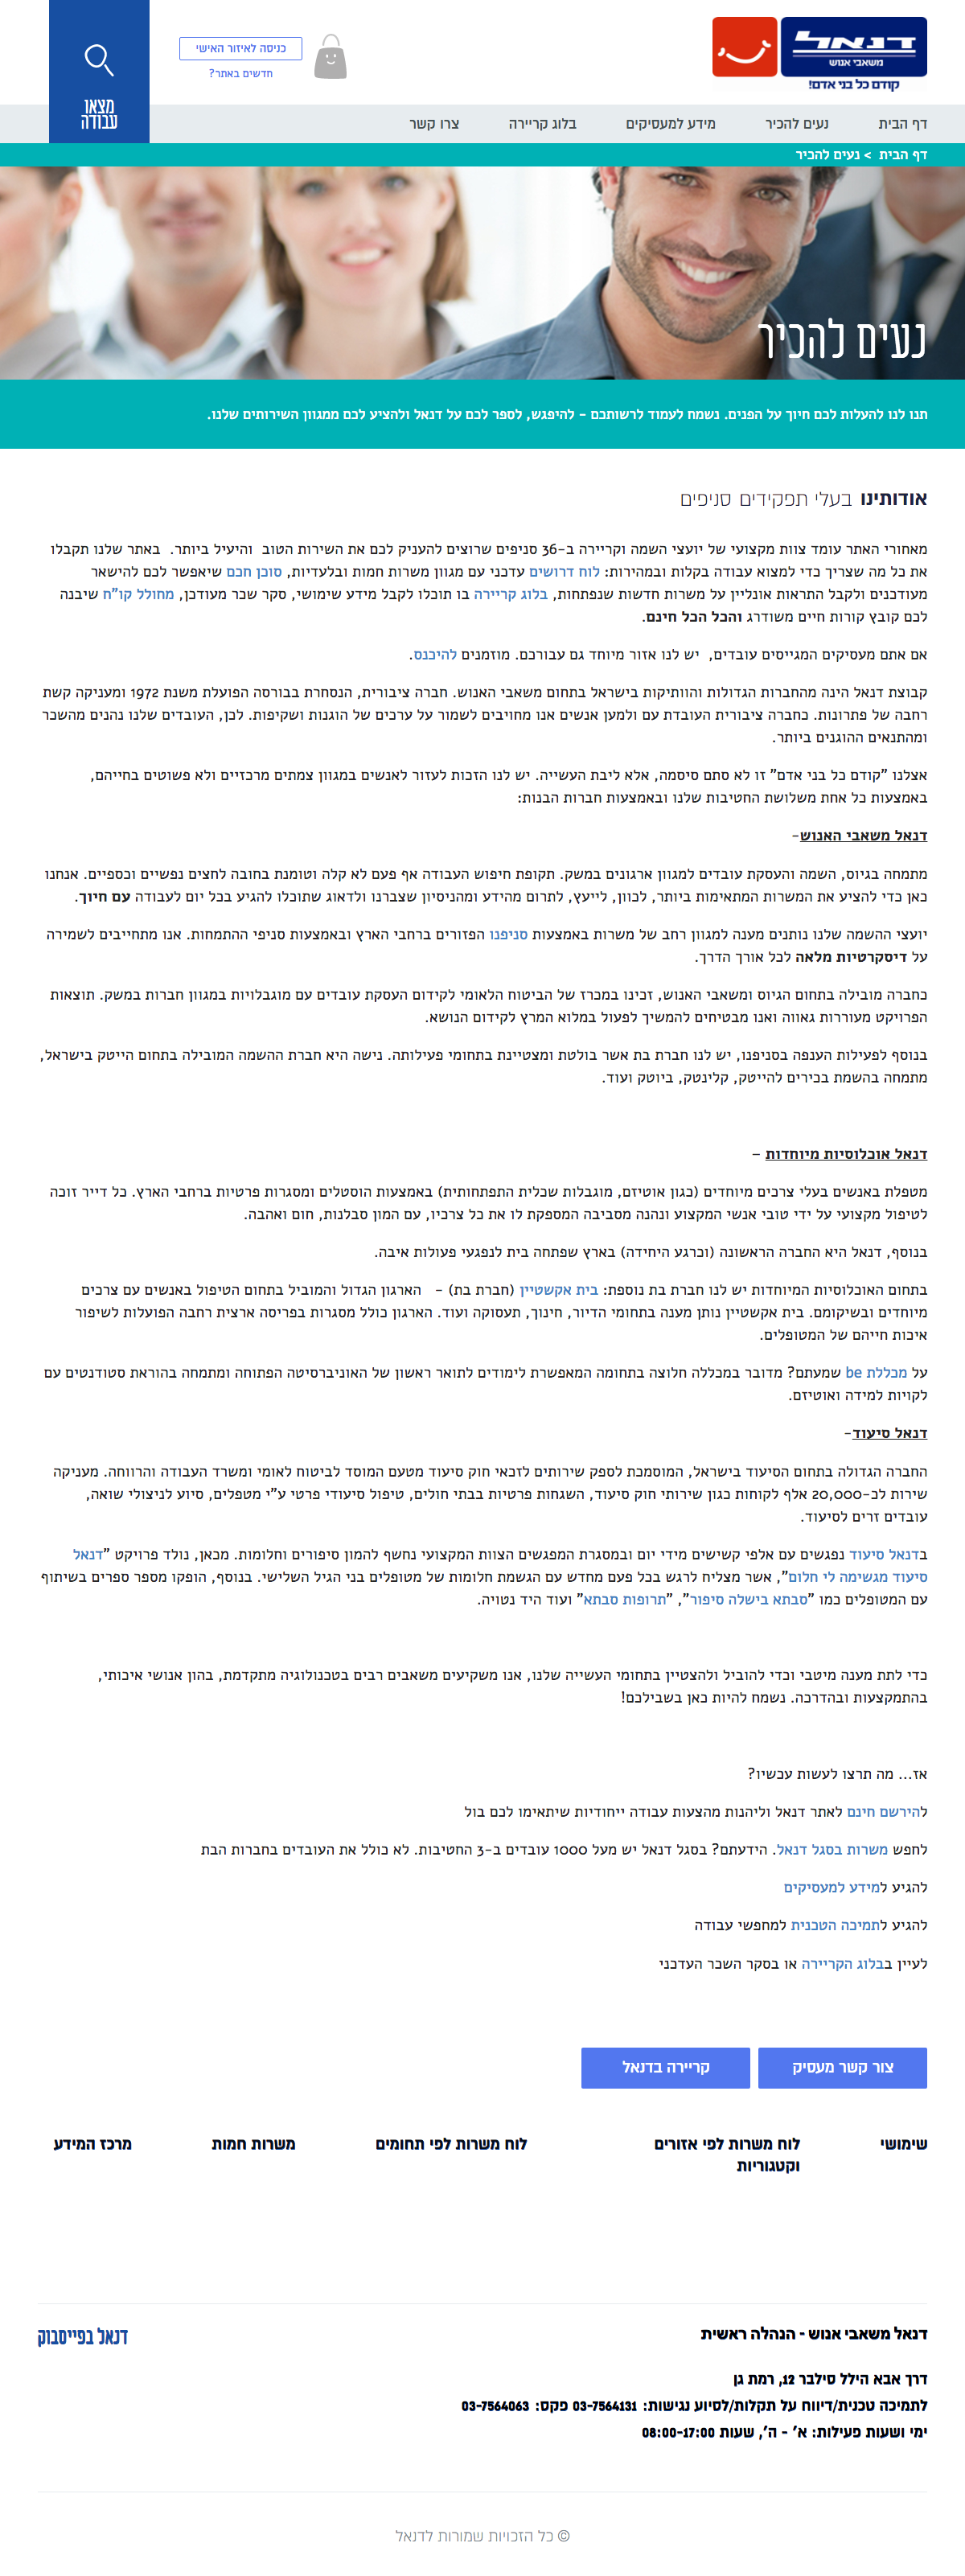 דנאל
משאבי אנוש
קודם כל בני אדם!
כניסה לאיזור האישי
חדשים באתר?
מצאו
עבודה
דף הבית נעים להכיר מידע למעסיקים בלוג קריירה צרו קשר
דף הבית > נעים להכיר
נעים להכיר
תנו לנו להעלות לכם חיוך על הפנים. נשמח לעמוד לרשותכם - להיפגש, לספר לכם על דנאל ולהציע לכם ממגוון השירותים שלנו.
אודותינו בעלי תפקידים סניפים
מאחורי האתר עומד צוות מקצועי של יועצי השמה וקריירה ב-36 סניפים שרוצים להעניק לכם את השירות הטוב והיעיל ביותר. באתר שלנו תקבלו
את כל מה שצריך כדי למצוא עבודה בקלות ובמהירות: לוח דרושים עדכני עם מגוון משרות חמות ובלעדיות, סוכן חכם שיאפשר לכם להישאר
מעודכנים ולקבל התראות אונליין על משרות חדשות שנפתחות, בלוג קריירה בו תוכלו לקבל מידע שימושי, סקר שכר מעודכן, מחולל קו"ח שיבנה
לכם קובץ קורות חיים משודרג והכל הכל חינם.
אם אתם מעסיקים המגייסים עובדים, יש לנו אזור מיוחד גם עבורכם. מוזמנים להיכנס.
קבוצת דנאל הינה מהחברות הגדולות והוותיקות בישראל בתחום משאבי האנוש. חברה ציבורית, הנסחרת בבורסה הפועלת משנת 1972 ומעניקה קשת
רחבה של פתרונות. כחברה ציבורית העובדת עם ולמען אנשים אנו מחויבים לשמור על ערכים של הוגנות ושקיפות. לכן, העובדים שלנו נהנים מהשכר
ומהתנאים ההוגנים ביותר.
אצלנו "קודם כל בני אדם" זו לא סתם סיסמה, אלא ליבת העשייה. יש לנו הזכות לעזור לאנשים במגוון צמתים מרכזיים ולא פשוטים בחייהם,
באמצעות כל אחת משלושת החטיבות שלנו ובאמצעות חברות הבנות:
דנאל משאבי האנוש-
מתמחה בגיוס, השמה והעסקת עובדים למגוון ארגונים במשק. תקופת חיפוש העבודה אף פעם לא קלה וטומנת בחובה לחצים נפשיים וכספיים. אנחנו
כאן כדי להציע את המשרות המתאימות ביותר, לכוון, לייעץ, לתרום מהידע ומהניסיון שצברנו ולדאוג שתוכלו להגיע בכל יום לעבודה עם חיוך.
יועצי ההשמה שלנו נותנים מענה למגוון רחב של משרות באמצעות סניפנו הפזורים ברחבי הארץ ובאמצעות סניפי ההתמחות. אנו מתחייבים לשמירה
על דיסקרטיות מלאה לכל אורך הדרך.
כחברה מובילה בתחום הגיוס ומשאבי האנוש, זכינו במכרז של הביטוח הלאומי לקידום העסקת עובדים עם מוגבלויות במגוון חברות במשק. תוצאות
הפרויקט מעוררות גאווה ואנו מבטיחים להמשיך לפעול במלוא המרץ לקידום הנושא.
בנוסף לפעילות הענפה בסניפנו, יש לנו חברת בת אשר בולטת ומצטיינת בתחומי פעילותה. נישה היא חברת ההשמה המובילה בתחום הייטק בישראל,
מתמחה בהשמת בכירים להייטק, קלינטק, ביוטק ועוד.
דנאל אוכלוסיות מיוחדות –
מטפלת באנשים בעלי צרכים מיוחדים (כגון אוטיזם, מוגבלות שכלית התפתחותית) באמצעות הוסטלים ומסגרות פרטיות ברחבי הארץ. כל דייר זוכה
לטיפול מקצועי על ידי טובי אנשי המקצוע ונהנה מסביבה המספקת לו את כל צרכיו, עם המון סבלנות, חום ואהבה.
בנוסף, דנאל היא החברה הראשונה (וכרגע היחידה) בארץ שפתחה בית לנפגעי פעולות איבה.
בתחום האוכלוסיות המיוחדות יש לנו חברת בת נוספת: בית אקשטיין (חברת בת) - הארגון הגדול והמוביל בתחום הטיפול באנשים עם צרכים
מיוחדים ובשיקומם. בית אקשטיין נותן מענה בתחומי הדיור, חינוך, תעסוקה ועוד. הארגון כולל מסגרות בפריסה ארצית רחבה הפועלות לשיפור
איכות חייהם של המטופלים.
על מכללת be שמעתם? מדובר במכללה חלוצה בתחומה המאפשרת לימודים לתואר ראשון של האוניברסיטה הפתוחה ומתמחה בהוראת סטודנטים עם
לקויות למידה ואוטיזם.
דנאל סיעוד-
החברה הגדולה בתחום הסיעוד בישראל, המוסמכת לספק שירותים לזכאי חוק סיעוד מטעם המוסד לביטוח לאומי ומשרד העבודה והרווחה. מעניקה
שירות לכ-20,000 אלף לקוחות כגון שירותי חוק סיעוד, השגחות פרטיות בבתי חולים, טיפול סיעודי פרטי ע"י מטפלים, סיוע לניצולי שואה,
עובדים זרים לסיעוד.
בדנאל סיעוד נפגשים עם אלפי קשישים מידי יום ובמסגרת המפגשים הצוות המקצועי נחשף להמון סיפורים וחלומות. מכאן, נולד פרויקט "דנאל
סיעוד מגשימה לי חלום", אשר מצליח לרגש בכל פעם מחדש עם הגשמת חלומות של מטופלים בני הגיל השלישי. בנוסף, הופקו מספר ספרים בשיתוף
עם המטופלים כמו "סבתא בישלה סיפור", "תרופות סבתא" ועוד היד נטויה.
כדי לתת מענה מיטבי וכדי להוביל ולהצטיין בתחומי העשייה שלנו, אנו משקיעים משאבים רבים בטכנולוגיה מתקדמת, בהון אנושי איכותי,
בהתמקצעות ובהדרכה. נשמח להיות כאן בשבילכם!
אז... מה תרצו לעשות עכשיו?
להירשם חינם לאתר דנאל וליהנות מהצעות עבודה ייחודיות שיתאימו לכם בול
לחפש משרות בסגל דנאל. הידעתם? בסגל דנאל יש מעל 1000 עובדים ב-3 החטיבות. לא כולל את העובדים בחברות הבת
להגיע למידע למעסיקים
להגיע לתמיכה הטכנית למחפשי עבודה
לעיין בבלוג הקריירה או בסקר השכר העדכני
צור קשר מעסיק קריירה בדנאל
שימושי לוח משרות לפי אזורים לוח משרות לפי תחומים משרות חמות מרכז המידע
וקטגוריות
דנאל משאבי אנוש - הנהלה ראשית דנאל בפייסבוק
דרך אבא הילל סילבר 12, רמת גן
לתמיכה טכנית/דיווח על תקלות/לסיוע נגישות: 03-7564131 פקס: 03-7564063
ימי ושעות פעילות: א' - ה', שעות 08:00-17:00
© כל הזכויות שמורות לדנאל